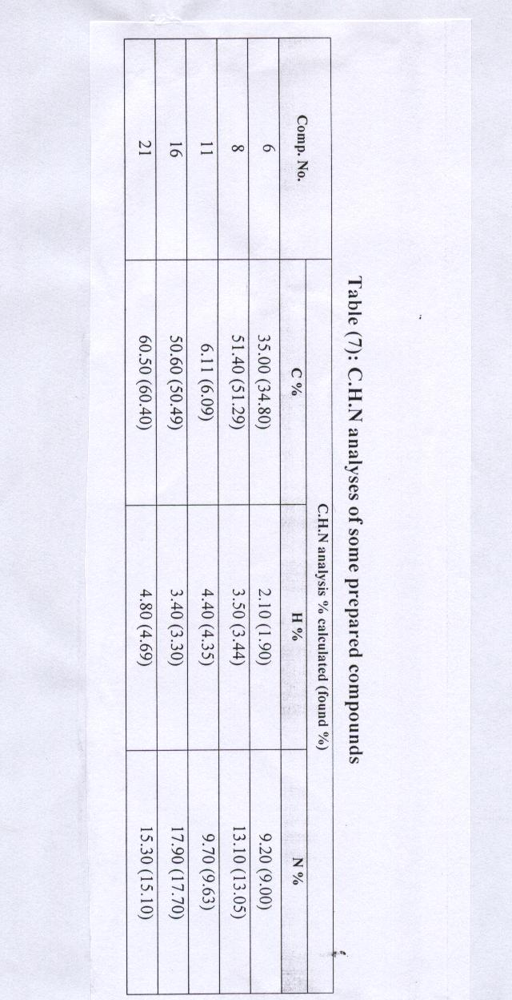 Table (7): C.H.N analyses of some prepared compounds
Comp. No. C.H.N analysis % calculated (found %)
C % H % N %
6 35.00 (34.80) 2.10 (1.90) 9.20 (9.00)
8 51.40 (51.29) 3.50 (3.44) 13.10 (13.05)
11 6.11 (6.09) 4.40 (4.35) 9.70 (9.63)
16 50.60 (50.49) 3.40 (3.30) 17.90 (17.70)
21 60.50 (60.40) 4.80 (4.69) 15.30 (15.10)